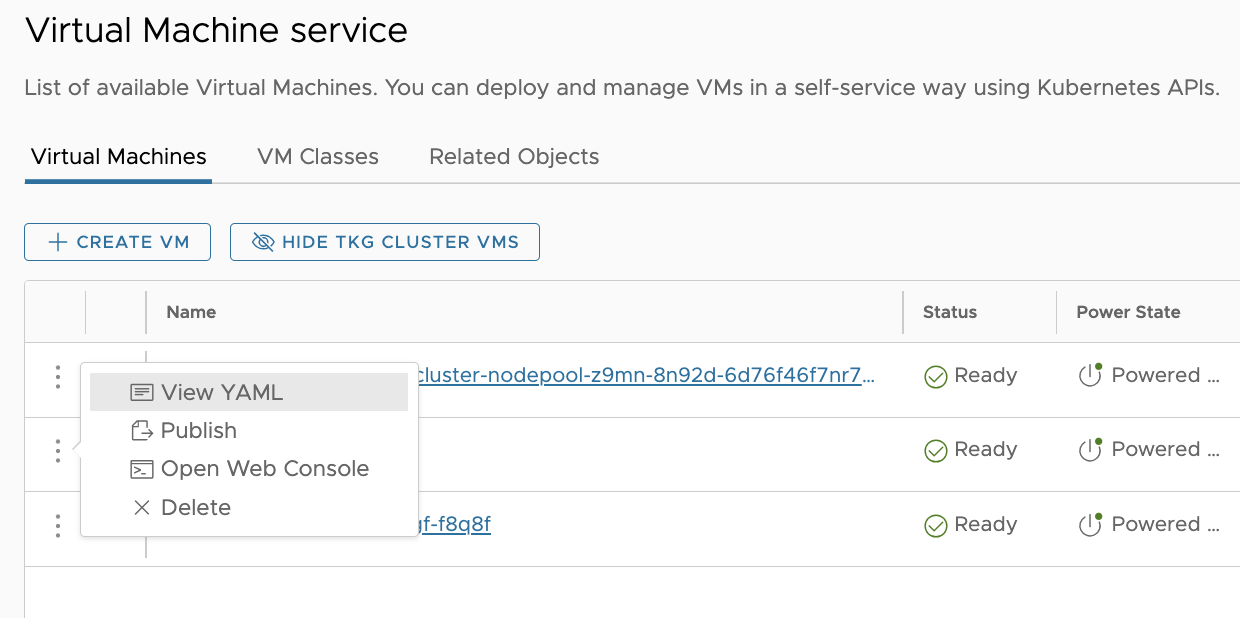 Virtual Machine service
List of available Virtual Machines. You can deploy and manage VMs in a self-service way using Kubernetes APIs.
Virtual Machines VM Classes Related Objects
CREATE VM HIDE TKG CLUSTER VMS
Name Status Power State
cluster-nodepool-z9mn-8n92d-6d76f46f7nr7... Ready Powered ...
View YAML
Publish
Ready Powered ...
Open Web Console
Delete
gf-f8q8f Ready Powered ...